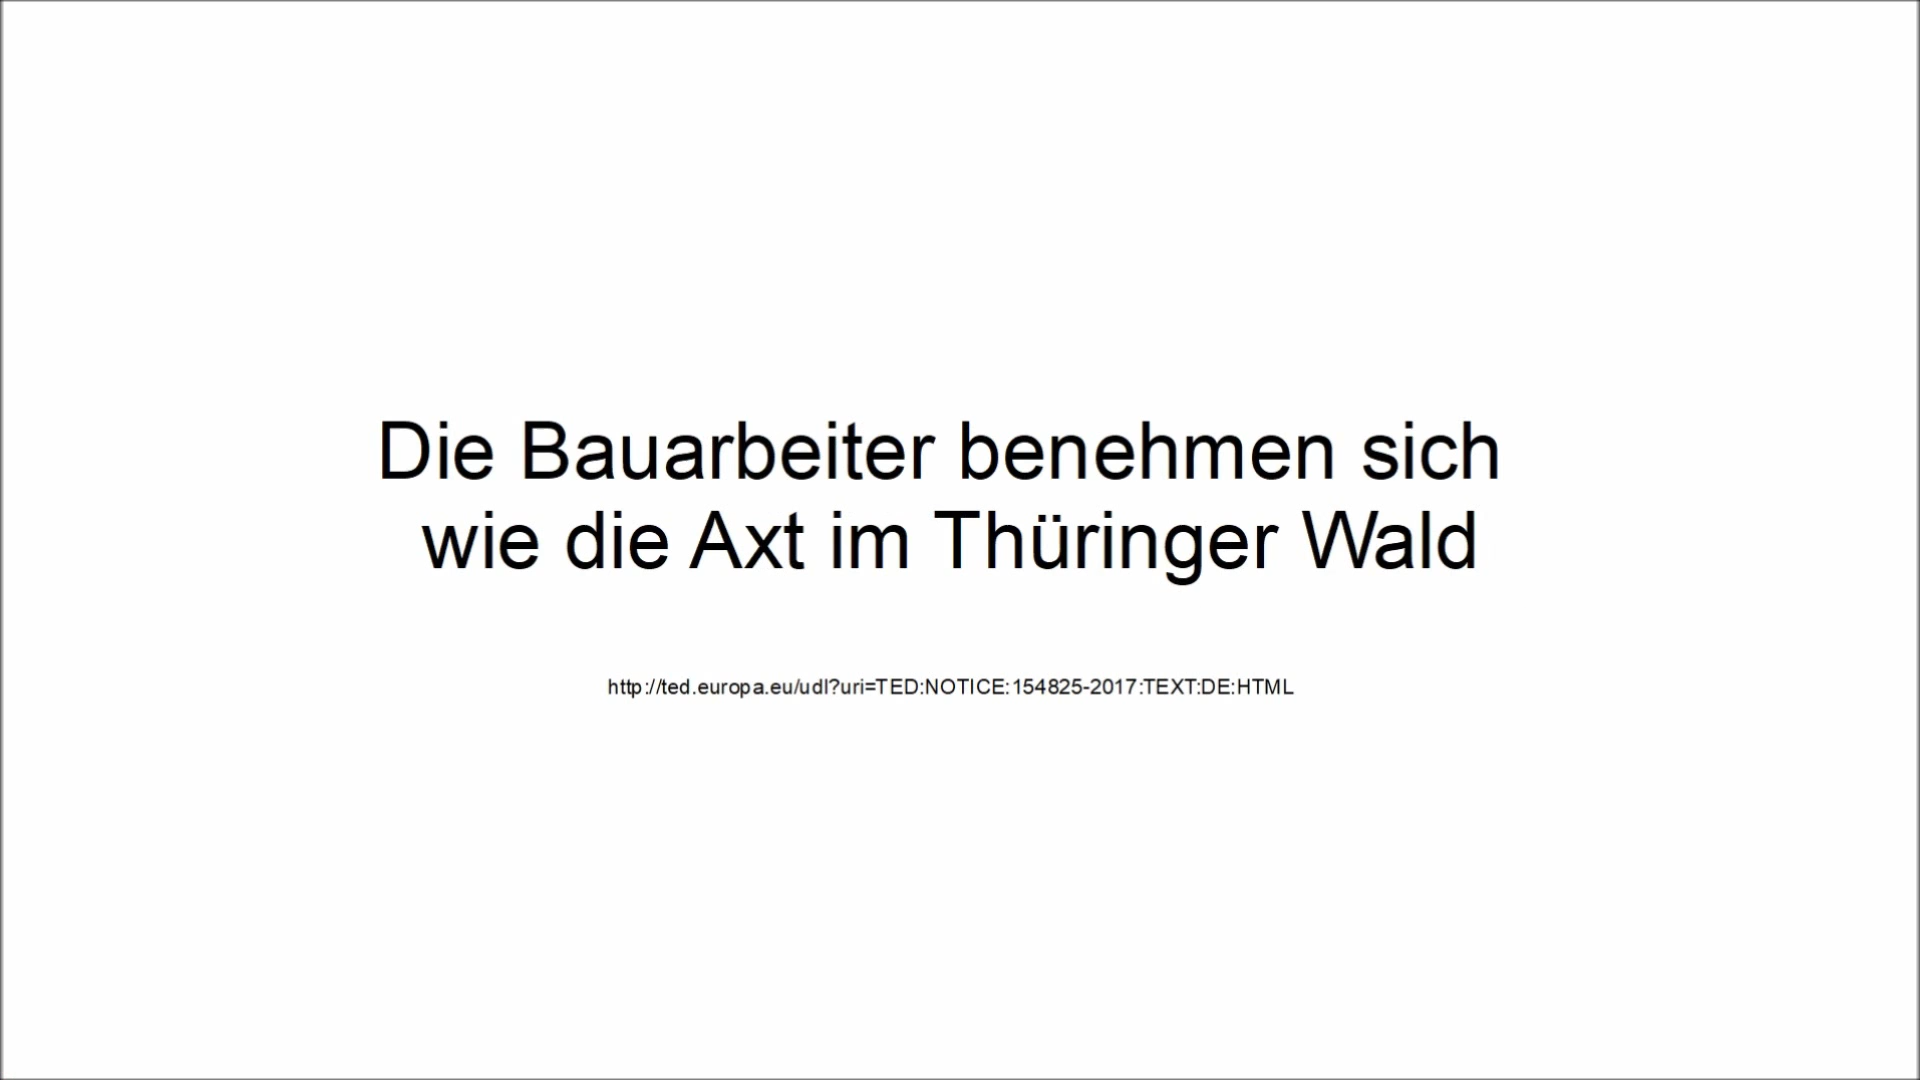 Die Bauarbeiter benehmen sich
wie die Axt im Thüringer Wald
http://ted.europa.eu/udl?uri=TED:NOTICE:154825-2017:TEXT:DE:HTML